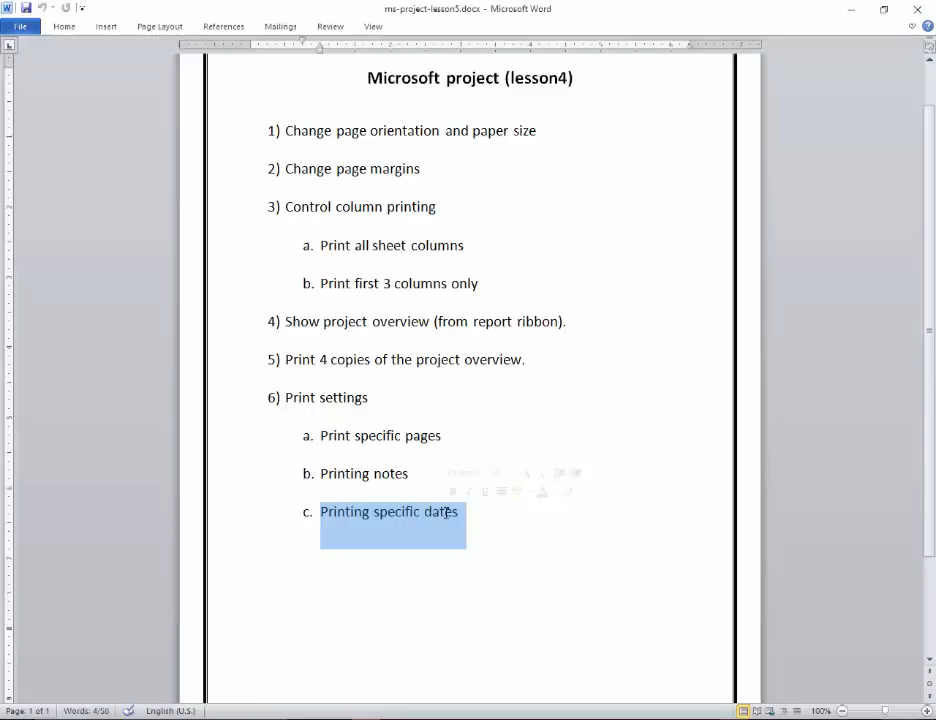 ms-project-lesson5.docx - Microsoft Word
File Home Insert Page Layout References Mailings Review View
Microsoft project (lesson4)
1) Change page orientation and paper size
2) Change page margins
3) Control column printing
a. Print all sheet columns
b. Print first 3 columns only
4) Show project overview (from report ribbon).
5) Print 4 copies of the project overview.
6) Print settings
a. Print specific pages
b. Printing notes
c. Printing specific dates
Page: 1 of 1 Words: 4/58 English (U.S.) 100%